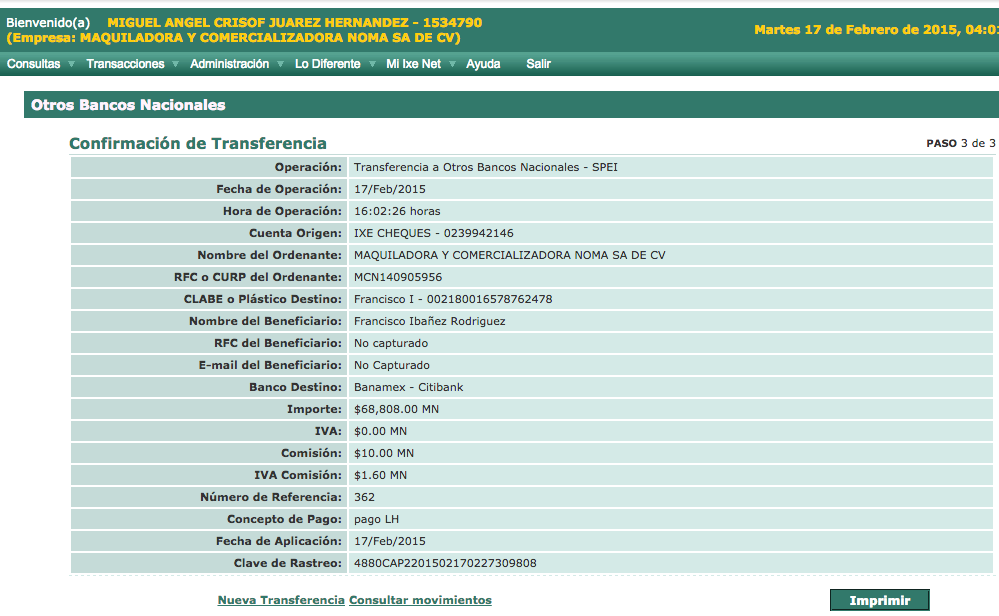 Bienvenido(a) MIGUEL ANGEL CRISOF JUAREZ HERNANDEZ - 1534790
(Empresa: MAQUILADORA Y COMERCIALIZADORA NOMA SA DE CV)
Martes 17 de Febrero de 2015, 04:01
Consultas Transacciones Administración Lo Diferente Mi Ixe Net Ayuda Salir
Otros Bancos Nacionales
Confirmación de Transferencia PASO 3 de 3
Operación: Transferencia a Otros Bancos Nacionales - SPEI
Fecha de Operación: 17/Feb/2015
Hora de Operación: 16:02:26 horas
Cuenta Origen: IXE CHEQUES - 0239942146
Nombre del Ordenante: MAQUILADORA Y COMERCIALIZADORA NOMA SA DE CV
RFC o CURP del Ordenante: MCN140905956
CLABE o Plástico Destino: Francisco I - 002180016578762478
Nombre del Beneficiario: Francisco Ibañez Rodriguez
RFC del Beneficiario: No capturado
E-mail del Beneficiario: No Capturado
Banco Destino: Banamex - Citibank
Importe: $68,808.00 MN
IVA: $0.00 MN
Comisión: $10.00 MN
IVA Comisión: $1.60 MN
Número de Referencia: 362
Concepto de Pago: pago LH
Fecha de Aplicación: 17/Feb/2015
Clave de Rastreo: 4880CAP2201502170227309808
Nueva Transferencia Consultar movimientos Imprimir